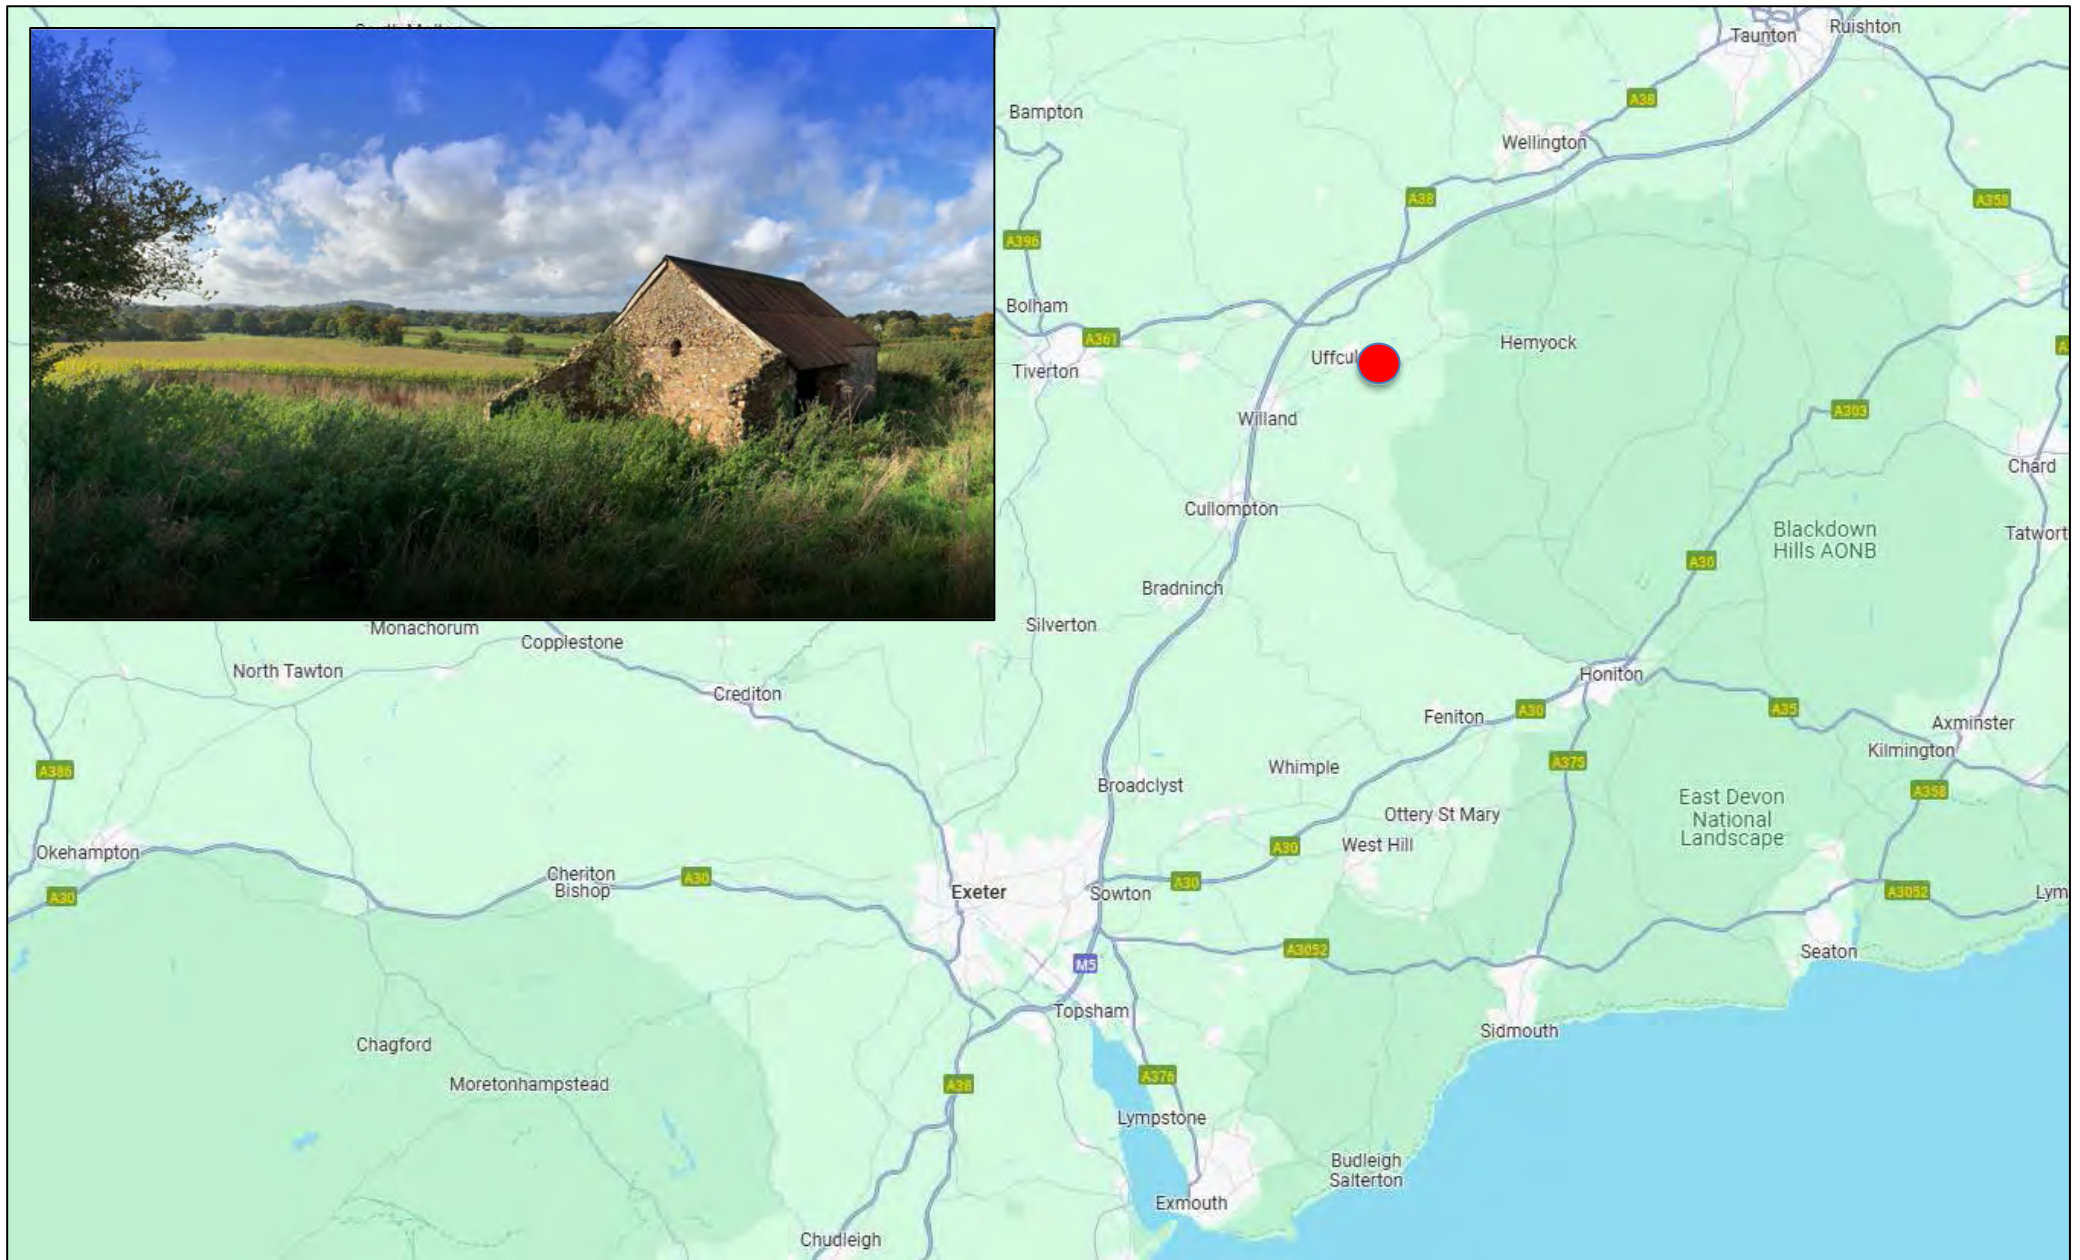 Taunton
Ruishton
A38
Bampton
Wellington
A38
A358
A396
Bolham
A361
Tiverton
Hemyock
Willand
A303
Chard
Cullompton
Blackdown
Hills AONB
A30
Bradninch
Silverton
Monachorum
Copplestone
North Tawton
Crediton
Honiton
Feniton
A30
A35
Axminster
Kilmington
A386
Whimple
A375
Broadclyst
A358
East Devon
National
Landscape
Ottery St Mary
A30
West Hill
Okehampton
Cheriton
Bishop
A30
A30
Exeter
Sowton
A30
A3052
A3052
Seaton
M5
Topsham
Sidmouth
Chagford
Moretonhampstead
A38
A376
Lympstone
Budleigh
Salterton
Exmouth
Chudleigh